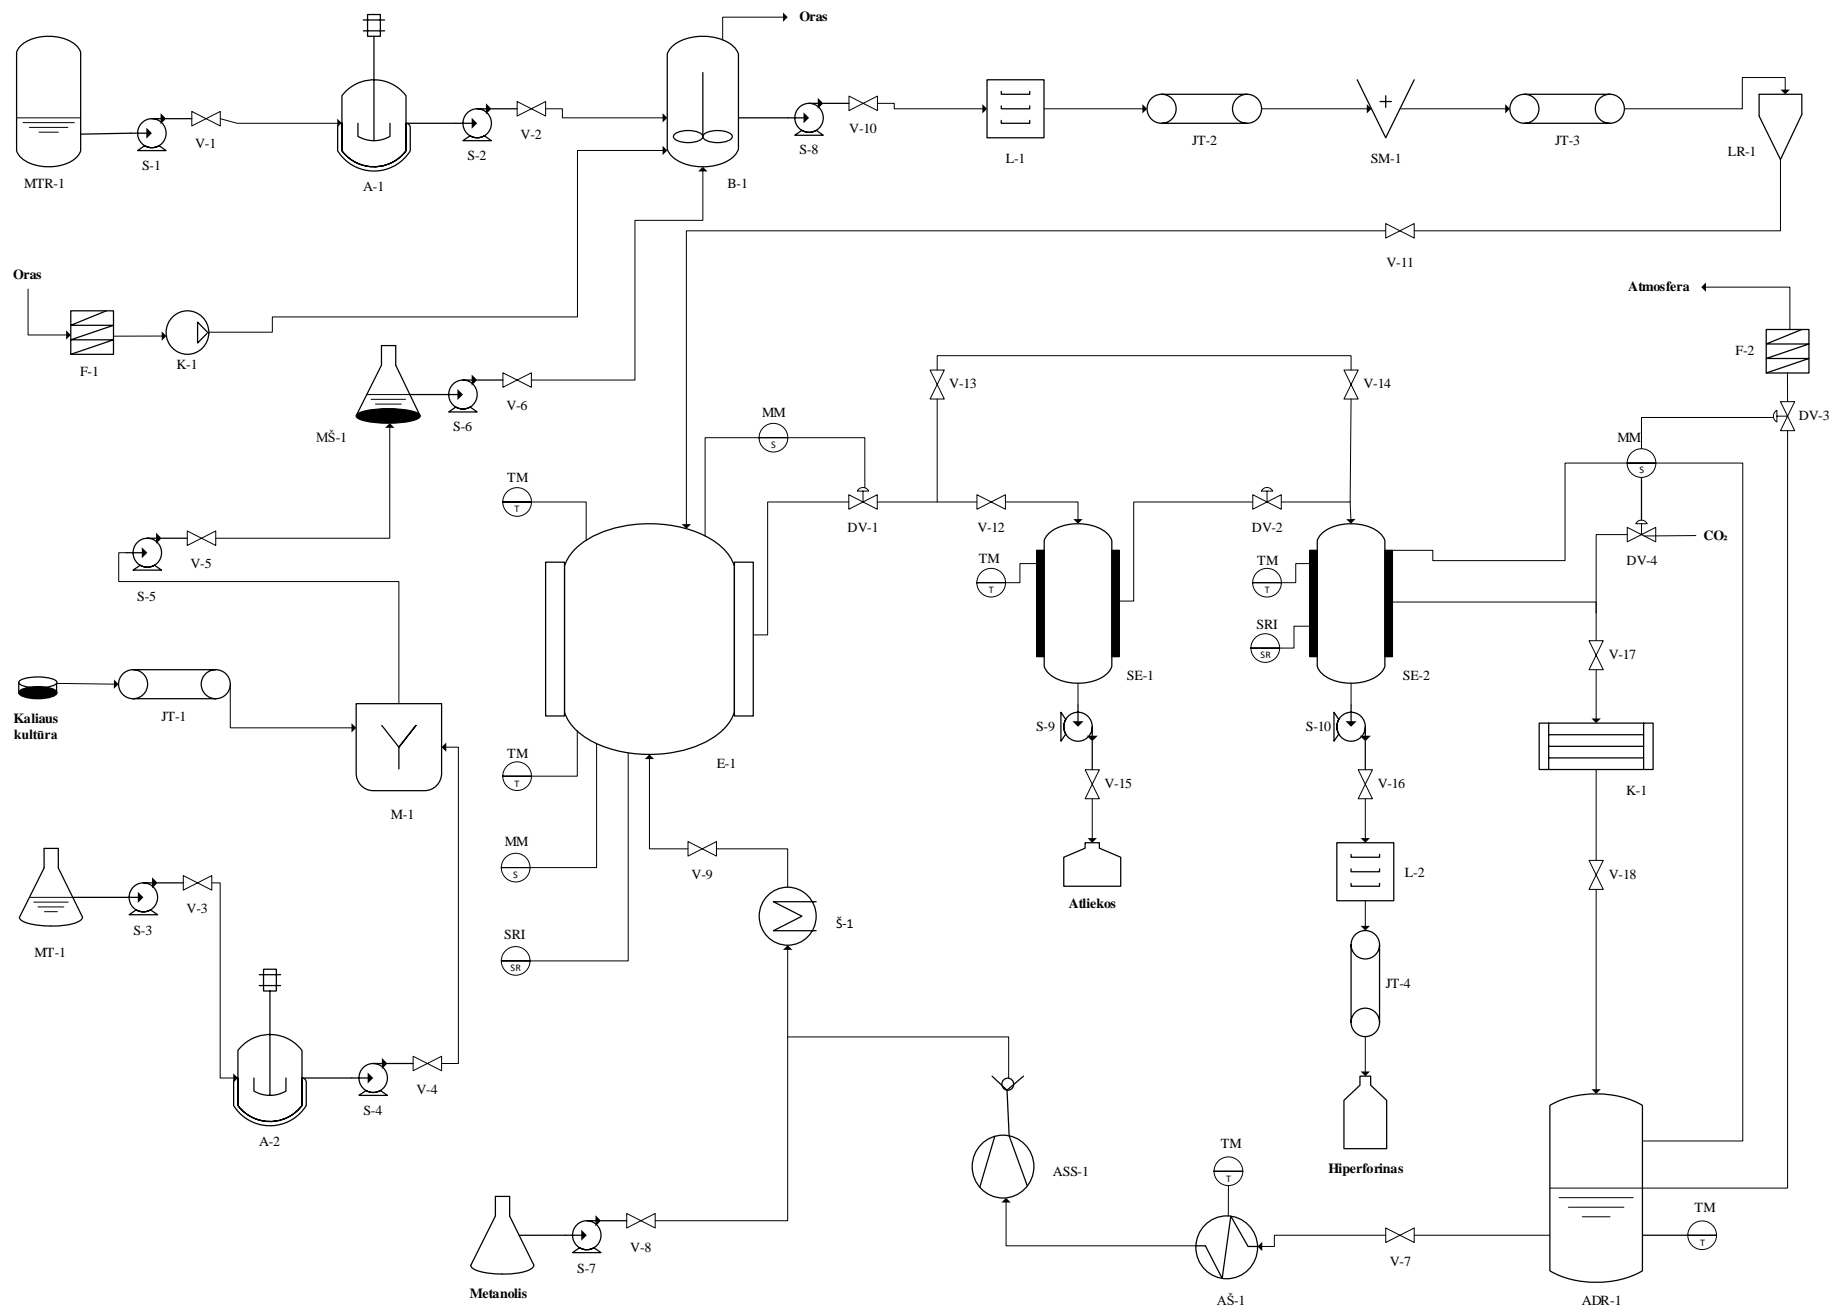 Oras
MTR-1
S-1
V-1
A-1
S-2
V-2
B-1
S-8
V-10
L-1
JT-2
SM-1
JT-3
LR-1
V-11
Oras
F-1
K-1
MŠ-1
S-6
V-6
Atmosfera
F-2
DV-3
V-13
V-14
MM
S
MM
S
TM
T
DV-1
V-12
DV-2
DV-4
CO₂
S-5
V-5
TM
T
TM
T
SRI
SR
SE-1
SE-2
V-17
Kaliaus
kultūra
JT-1
M-1
E-1
S-9
S-10
K-1
TM
T
V-15
V-16
MM
S
V-9
Atliekos
L-2
V-18
MT-1
S-3
V-3
Š-1
SRI
SR
JT-4
A-2
S-4
V-4
ASS-1
Hiperforinas
TM
T
Metanolis
S-7
V-8
AŠ-1
V-7
TM
T
ADR-1